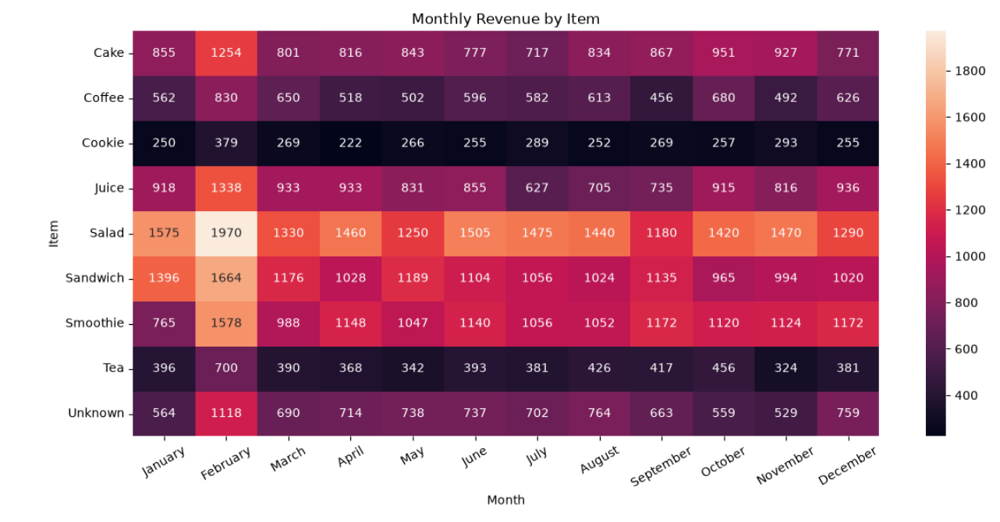 Monthly Revenue by Item
Cake 855 1254 801 816 843 777 717 834 867 951 927 771
1800
Coffee 562 830 650 518 502 596 582 613 456 680 492 626
1600
Cookie 250 379 269 222 266 255 289 252 269 257 293 255
1400
Juice 918 1338 933 933 831 855 627 705 735 915 816 936
1200
Item
Salad 1575 1970 1330 1460 1250 1505 1475 1440 1180 1420 1470 1290
1000
Sandwich 1396 1664 1176 1028 1189 1104 1056 1024 1135 965 994 1020
800
Smoothie 765 1578 988 1148 1047 1140 1056 1052 1172 1120 1124 1172
600
Tea 396 700 390 368 342 393 381 426 417 456 324 381
400
Unknown 564 1118 690 714 738 737 702 764 663 559 529 759
January February March April May June July August September October November December
Month